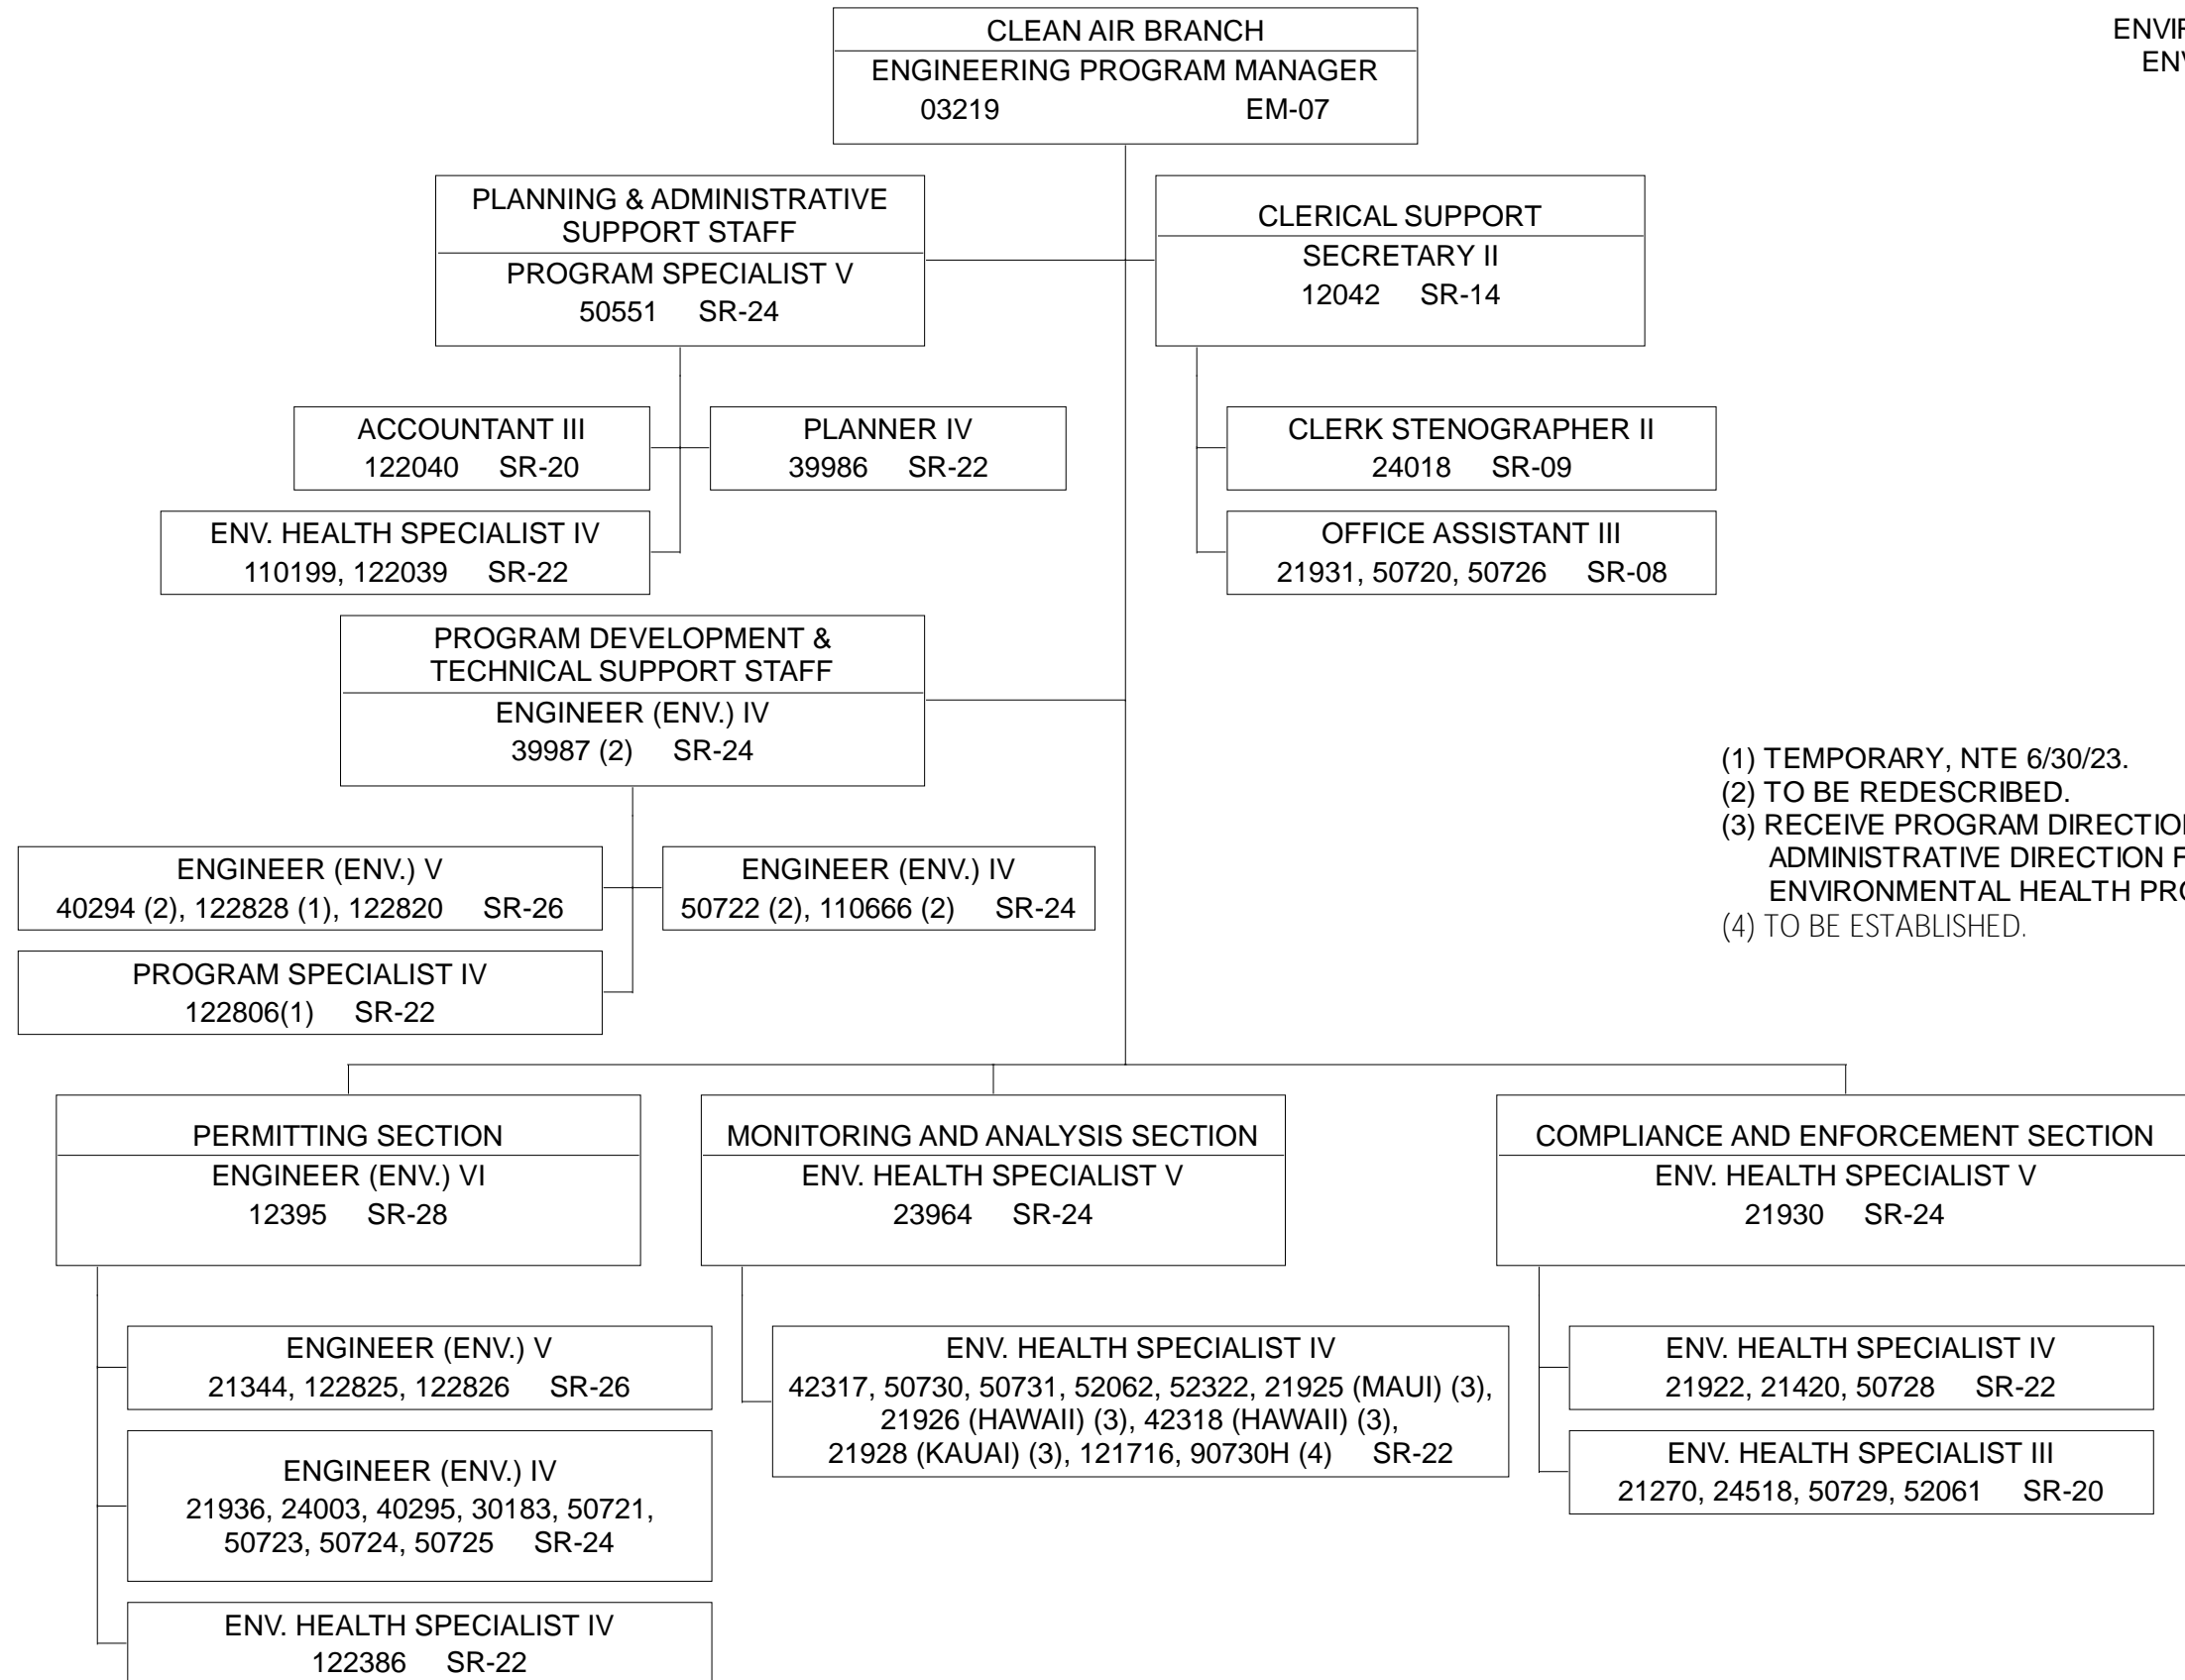 CLEAN AIR BRANCH
ENGINEERING PROGRAM MANAGER
03219 EM-07
PLANNING & ADMINISTRATIVE
SUPPORT STAFF
PROGRAM SPECIALIST V
50551 SR-24
CLERICAL SUPPORT
SECRETARY II
12042 SR-14
ACCOUNTANT III
122040 SR-20
PLANNER IV
39986 SR-22
ENV. HEALTH SPECIALIST IV
110199, 122039 SR-22
CLERK STENOGRAPHER II
24018 SR-09
OFFICE ASSISTANT III
21931, 50720, 50726 SR-08
PROGRAM DEVELOPMENT &
TECHNICAL SUPPORT STAFF
ENGINEER (ENV.) IV
39987 (2) SR-24
ENGINEER (ENV.) V
40294 (2), 122828 (1), 122820 SR-26
ENGINEER (ENV.) IV
50722 (2), 110666 (2) SR-24
PROGRAM SPECIALIST IV
122806(1) SR-22
(1) TEMPORARY, NTE 6/30/23.
(2) TO BE REDESCRIBED.
(3) RECEIVE PROGRAM
ADMINISTRATIVE DIRECTION
ENVIRONMENTAL HEALTH
(4) TO BE ESTABLISHED.
PERMITTING SECTION
ENGINEER (ENV.) VI
12395 SR-28
ENGINEER (ENV.) V
21344, 122825, 122826 SR-26
ENGINEER (ENV.) IV
21936, 24003, 40295, 30183, 50721,
50723, 50724, 50725 SR-24
ENV. HEALTH SPECIALIST IV
122386 SR-22
MONITORING AND ANALYSIS SECTION
ENV. HEALTH SPECIALIST V
23964 SR-24
ENV. HEALTH SPECIALIST IV
42317, 50730, 50731, 52062, 52322, 21925 (MAUI) (3),
21926 (HAWAII) (3), 42318 (HAWAII) (3),
21928 (KAUAI) (3), 121716, 90730H (4) SR-22
COMPLIANCE AND ENFORCEMENT SECTION
ENV. HEALTH SPECIALIST V
21930 SR-24
ENV. HEALTH SPECIALIST IV
21922, 21420, 50728 SR-22
ENV. HEALTH SPECIALIST III
21270, 24518, 50729, 52061 SR-20